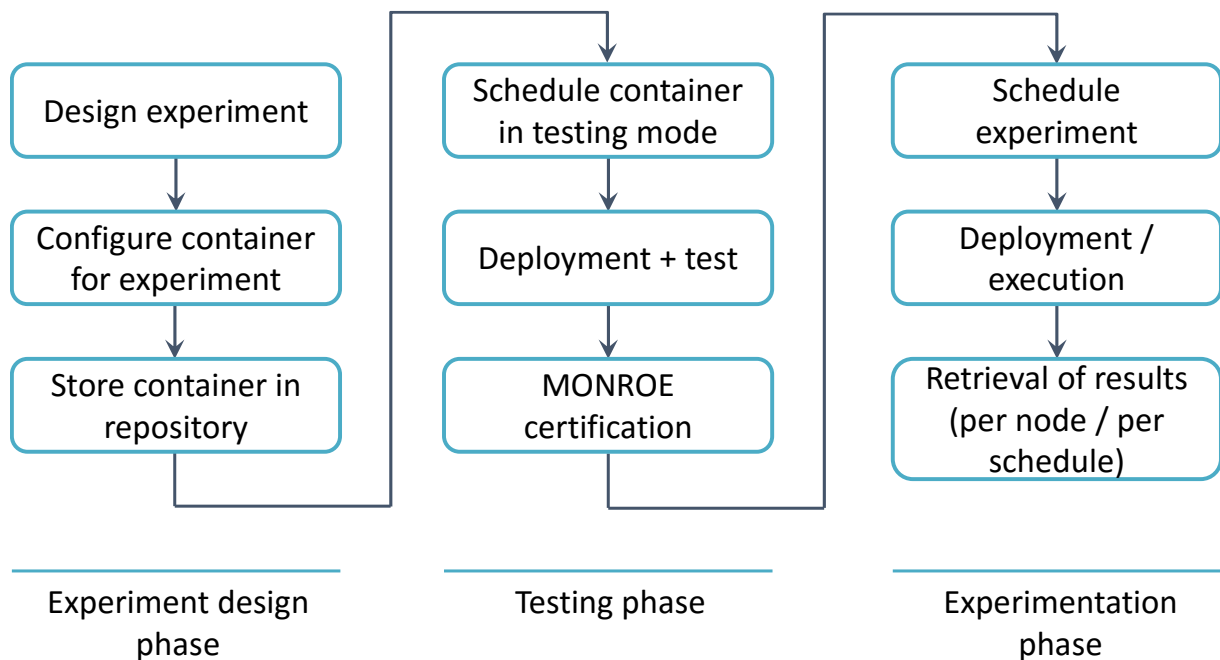 Design experiment
Configure container
for experiment
Store container in
repository
Schedule container
in testing mode
Deployment + test
MONROE
certification
Schedule
experiment
Deployment /
execution
Retrieval of results
(per node / per
schedule)
Experiment design
phase
Testing phase
Experimentation
phase